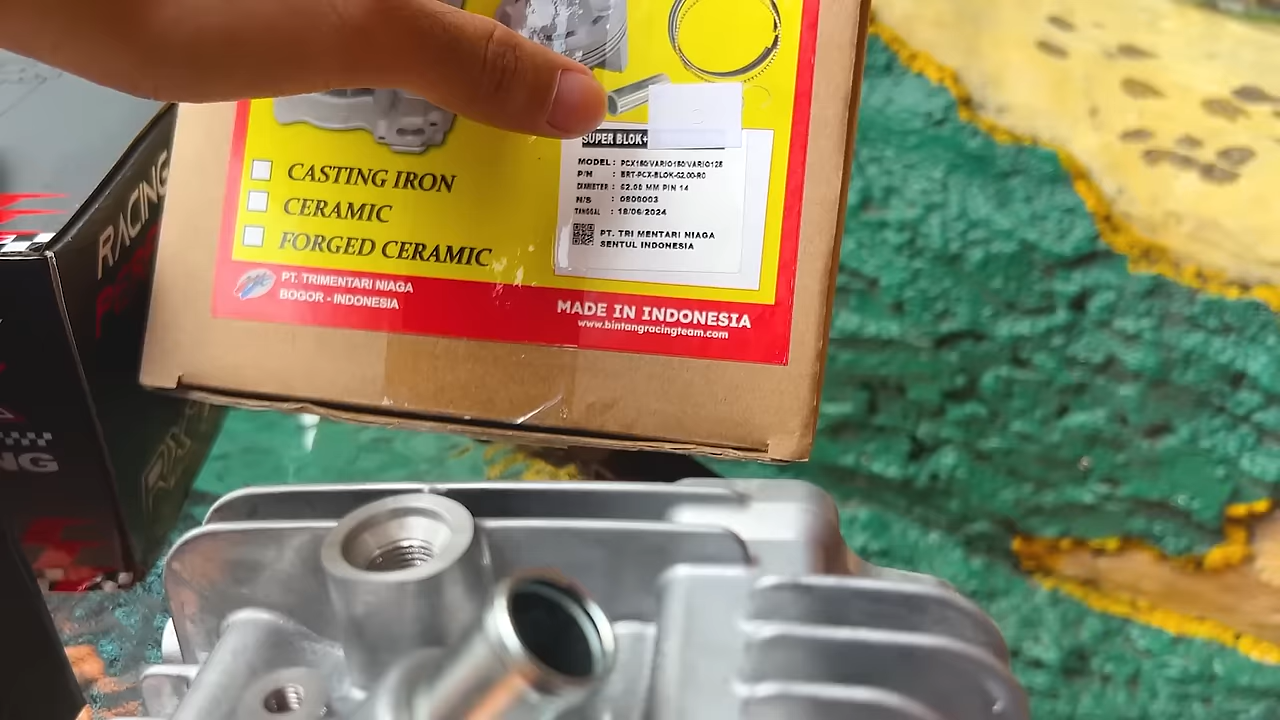 RACING
SUPER BLOK+
MODEL : PCX150/VARIO150/VARIO125
P/N : BRT-PCX-BLOK-62.00-R0
DIAMETER : 62.00 MM PIN 14
N/S : 0808003
TANGGAL : 18/06/2024
PT. TRI MENTARI NIAGA
SENTUL INDONESIA
CASTING IRON
CERAMIC
FORGED CERAMIC
PT. TRIMENTARI NIAGA
BOGOR - INDONESIA
MADE IN INDONESIA
www.bintangracingteam.com
NG